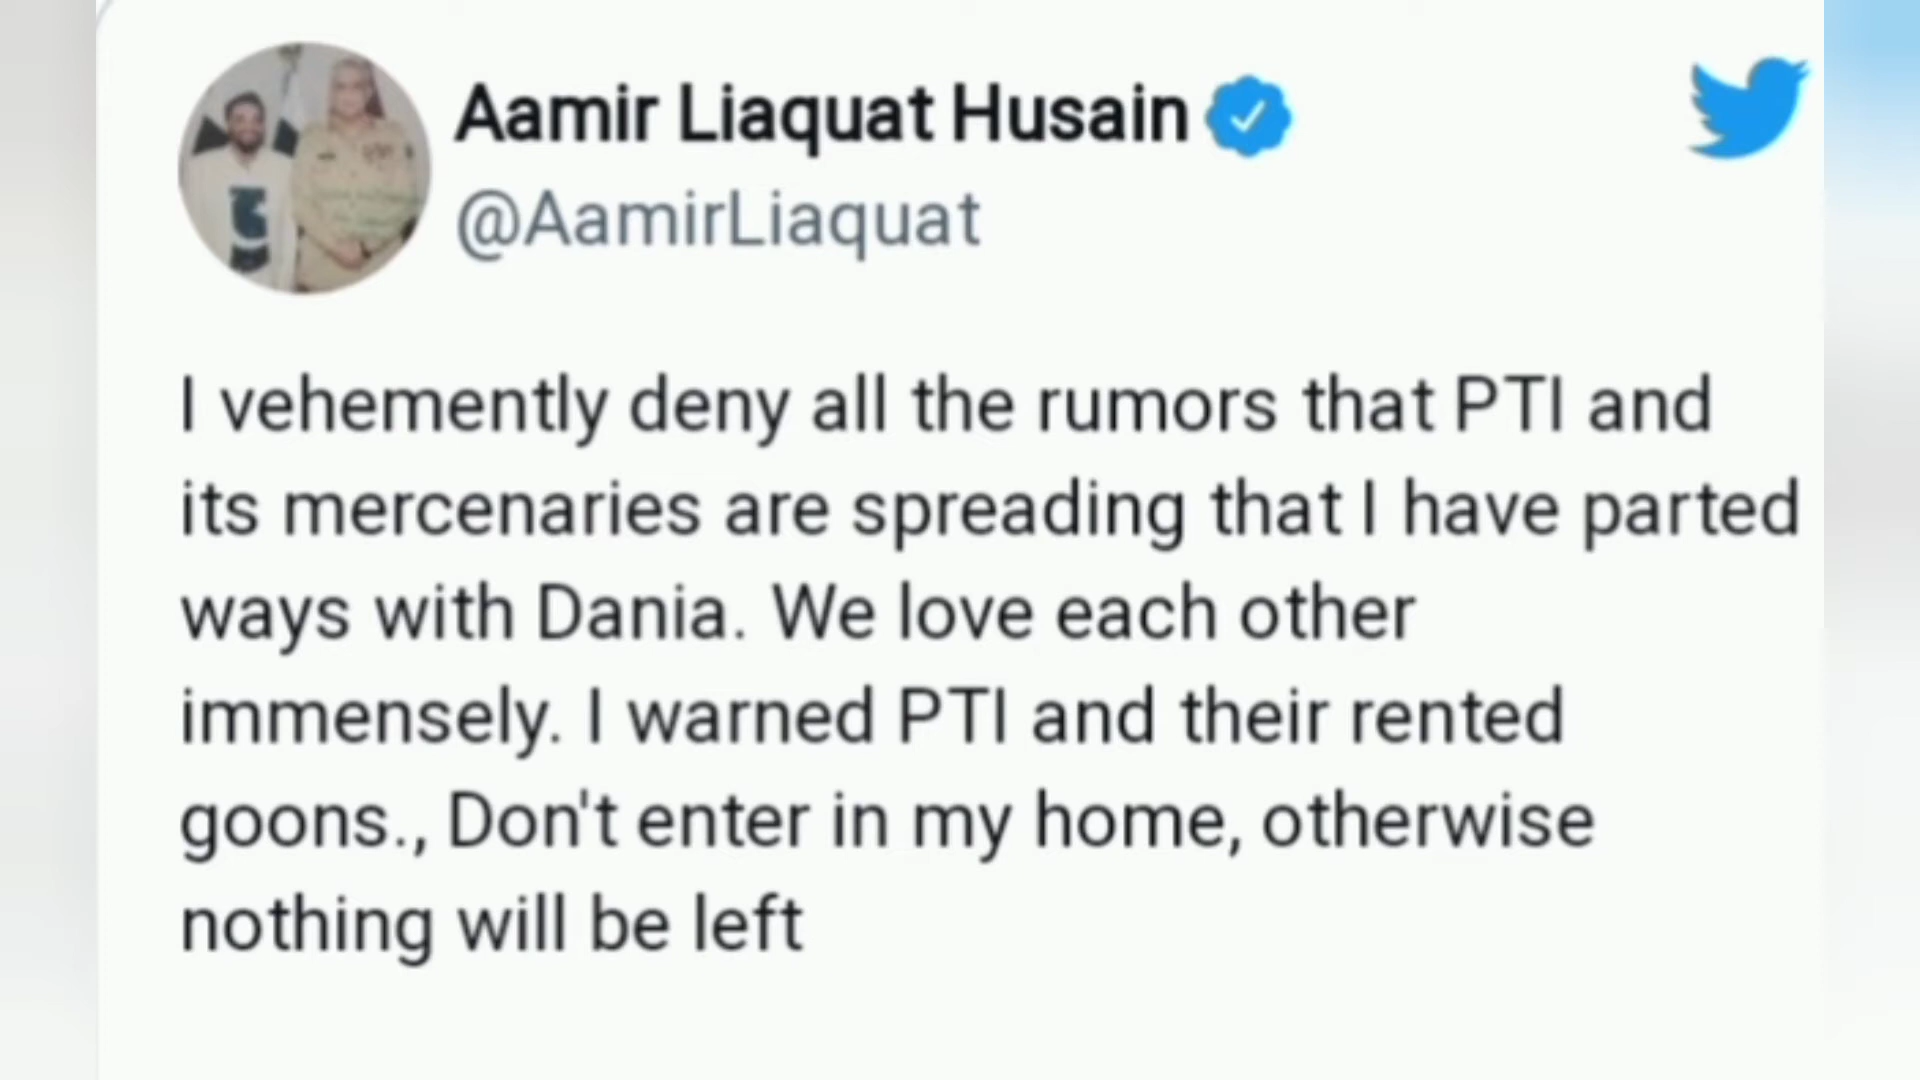 Aamir Liaquat Husain
@AamirLiaquat
I vehemently deny all the rumors that PTI and
its mercenaries are spreading that I have parted
ways with Dania. We love each other
immensely. I warned PTI and their rented
goons., Don't enter in my home, otherwise
nothing will be left